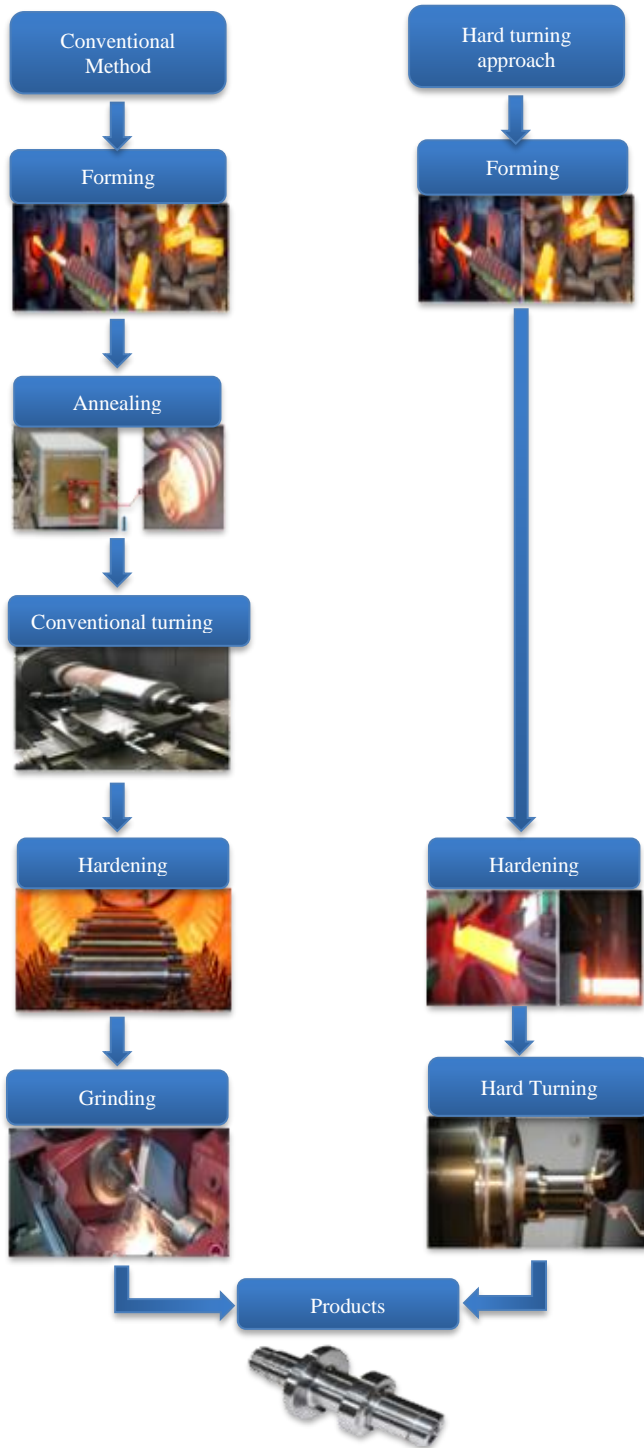 Conventional
Method
Forming
Annealing
Conventional turning
Hardening
Grinding
Hard turning
approach
Forming
Hardening
Hard Turning
Products